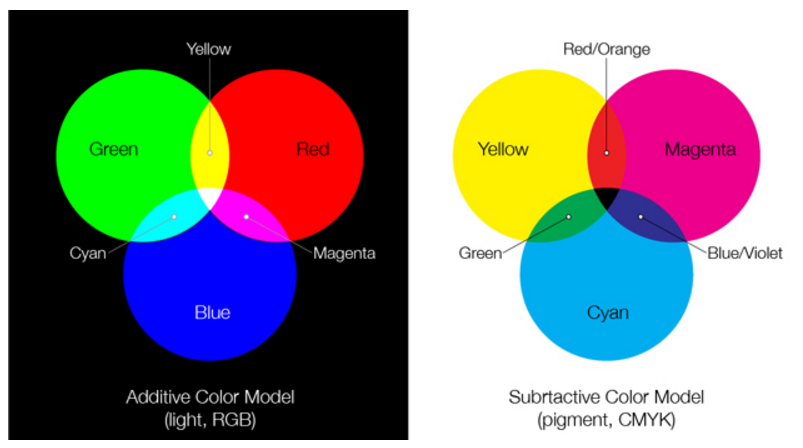 Yellow
Green
Red
Cyan
Magenta
Blue
Additive Color Model
(light, RGB)
Red/Orange
Yellow
Magenta
Green
Blue/Violet
Cyan
Subrtactive Color Model
(pigment, CMYK)